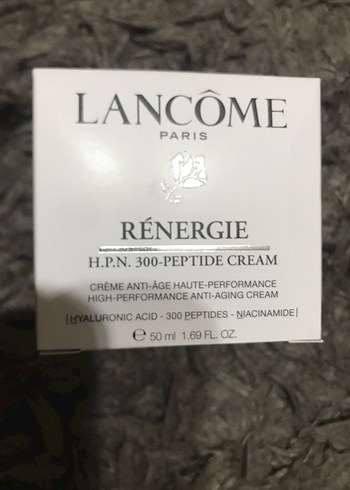 LANCÔME
PARIS
RÉNERGIE
H.P.N. 300-PEPTIDE CREAM
CRÈME ANTI-ÂGE HAUTE-PERFORMANCE
HIGH-PERFORMANCE ANTI-AGING CREAM
[HYALURONIC ACID - 300 PEPTIDES - NIACINAMIDE]
℮ 50 ml 1.69 FL. OZ.